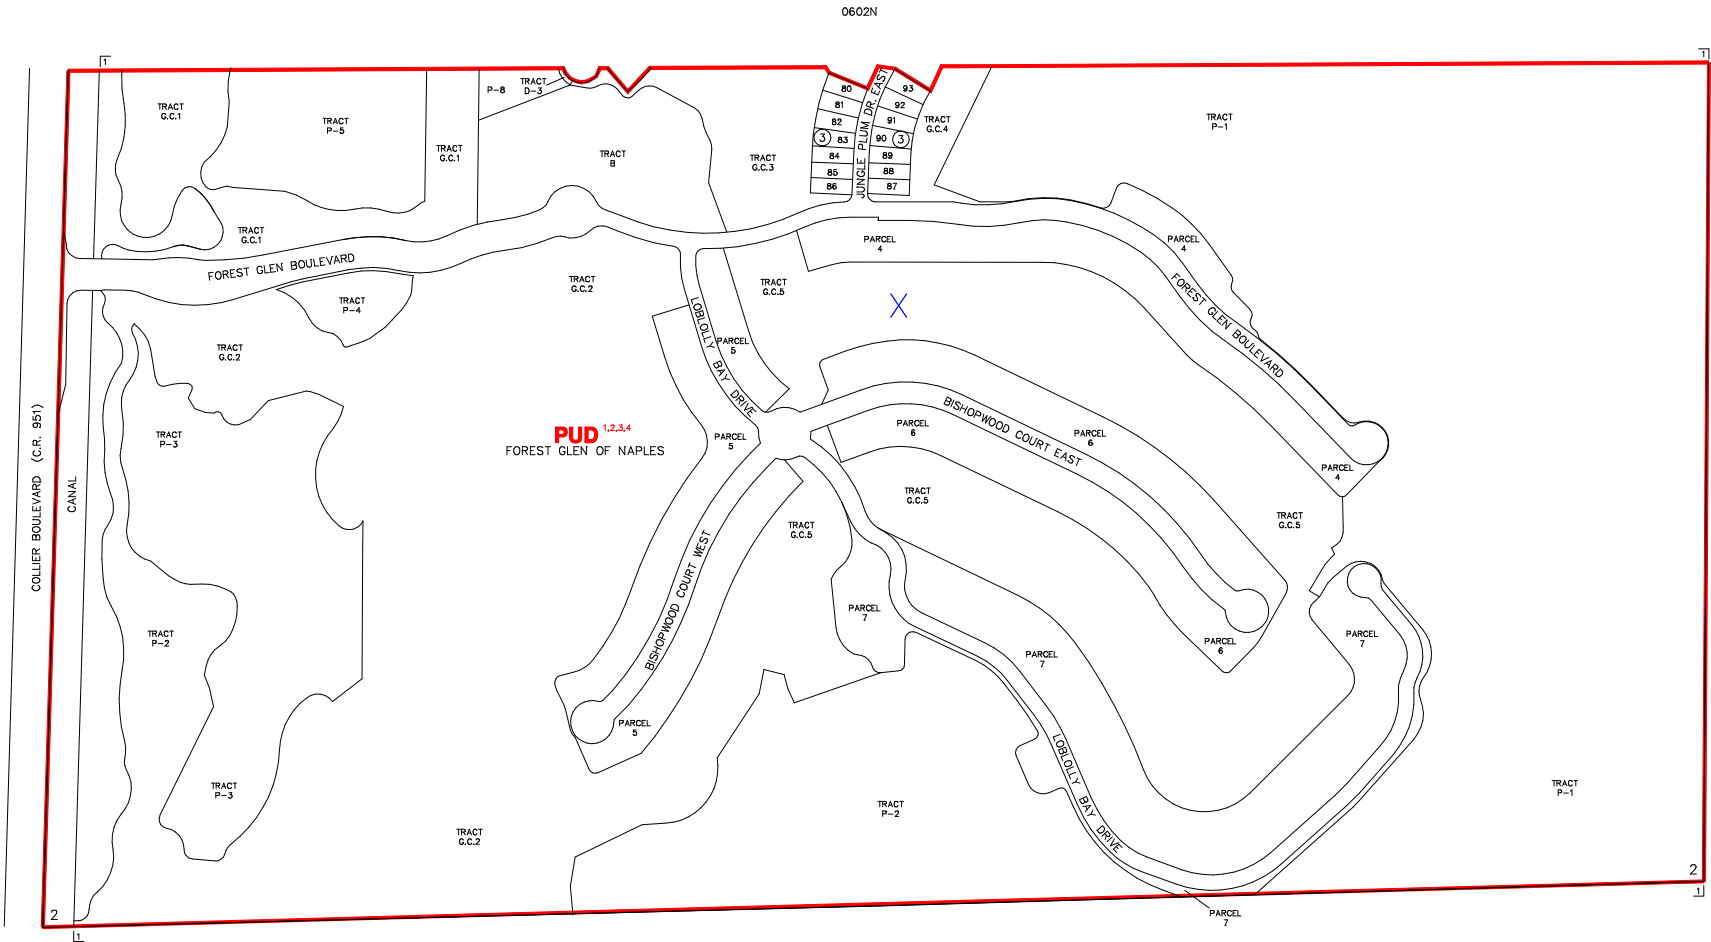 0602N
1
1
TRACT
G.C.1
TRACT
P-5
TRACT
G.C.1
P-8
TRACT
D-3
TRACT
B
TRACT
G.C.3
80
81
82
3
83
84
85
86
JUNGLE PLUM DR. EAST
93
92
91
90
3
89
88
87
TRACT
G.C.4
TRACT
P-1
TRACT
G.C.1
FOREST GLEN BOULEVARD
TRACT
P-4
TRACT
G.C.2
TRACT
G.C.2
TRACT
G.C.5
PARCEL
4
X
PARCEL
4
FOREST GLEN BOULEVARD
LOBLOLLY BAY DRIVE
PARCEL
5
PUD 1,2,3,4
FOREST GLEN OF NAPLES
PARCEL
5
PARCEL
6
BISHOPWOOD COURT EAST
PARCEL
6
PARCEL
4
TRACT
P-3
COLLIER BOULEVARD (C.R. 951)
CANAL
TRACT
G.C.5
TRACT
G.C.5
TRACT
G.C.5
BISHOPWOOD COURT WEST
PARCEL
7
TRACT
P-2
PARCEL
7
PARCEL
6
PARCEL
7
PARCEL
5
LOBLOLLY BAY DRIVE
TRACT
P-3
TRACT
G.C.2
TRACT
P-2
TRACT
P-1
2
1
2
1
PARCEL
7